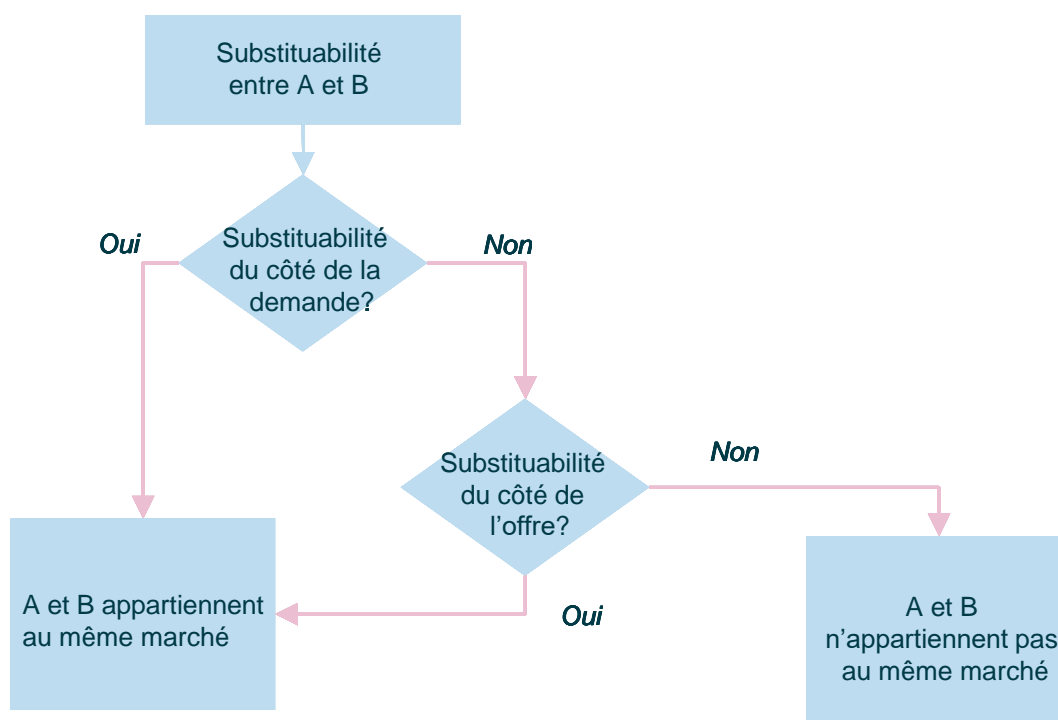 Substituabilité
entre A et B
Oui
Substituabilité
du côté de la
demande?
Non
Substituabilité
du côté de
l’offre?
Non
Oui
A et B appartiennent
au même marché
A et B
n’appartiennent pas
au même marché